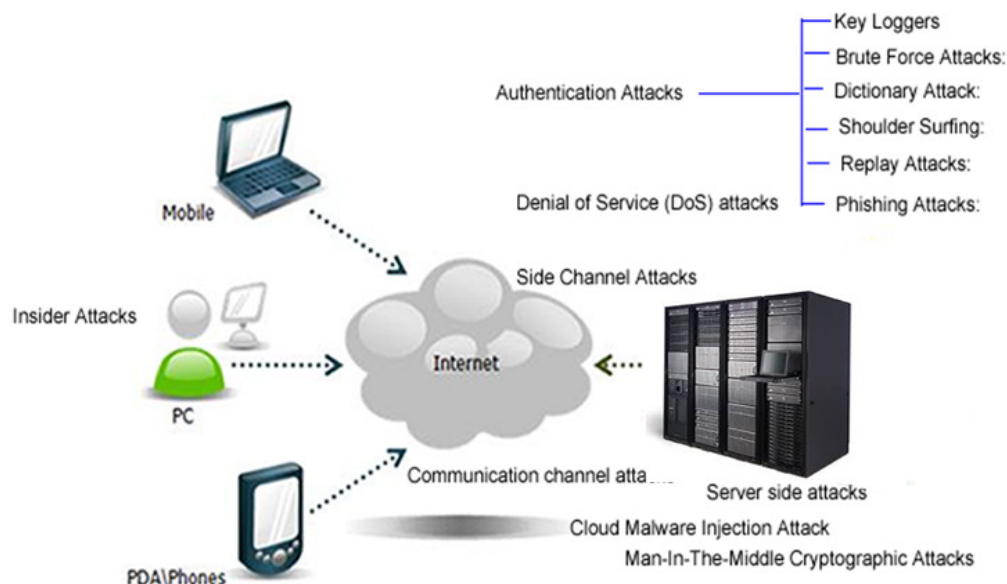 Key Loggers
Brute Force Attacks:
Authentication Attacks
Dictionary Attack:
Shoulder Surfing:
Replay Attacks:
Denial of Service (DoS) attacks
Phishing Attacks:
Mobile
Side Channel Attacks
Insider Attacks
Internet
PC
Communication channel
Server side attacks
Cloud Malware Injection Attack
Man-In-The-Middle Cryptographic Attacks
PDA\Phones